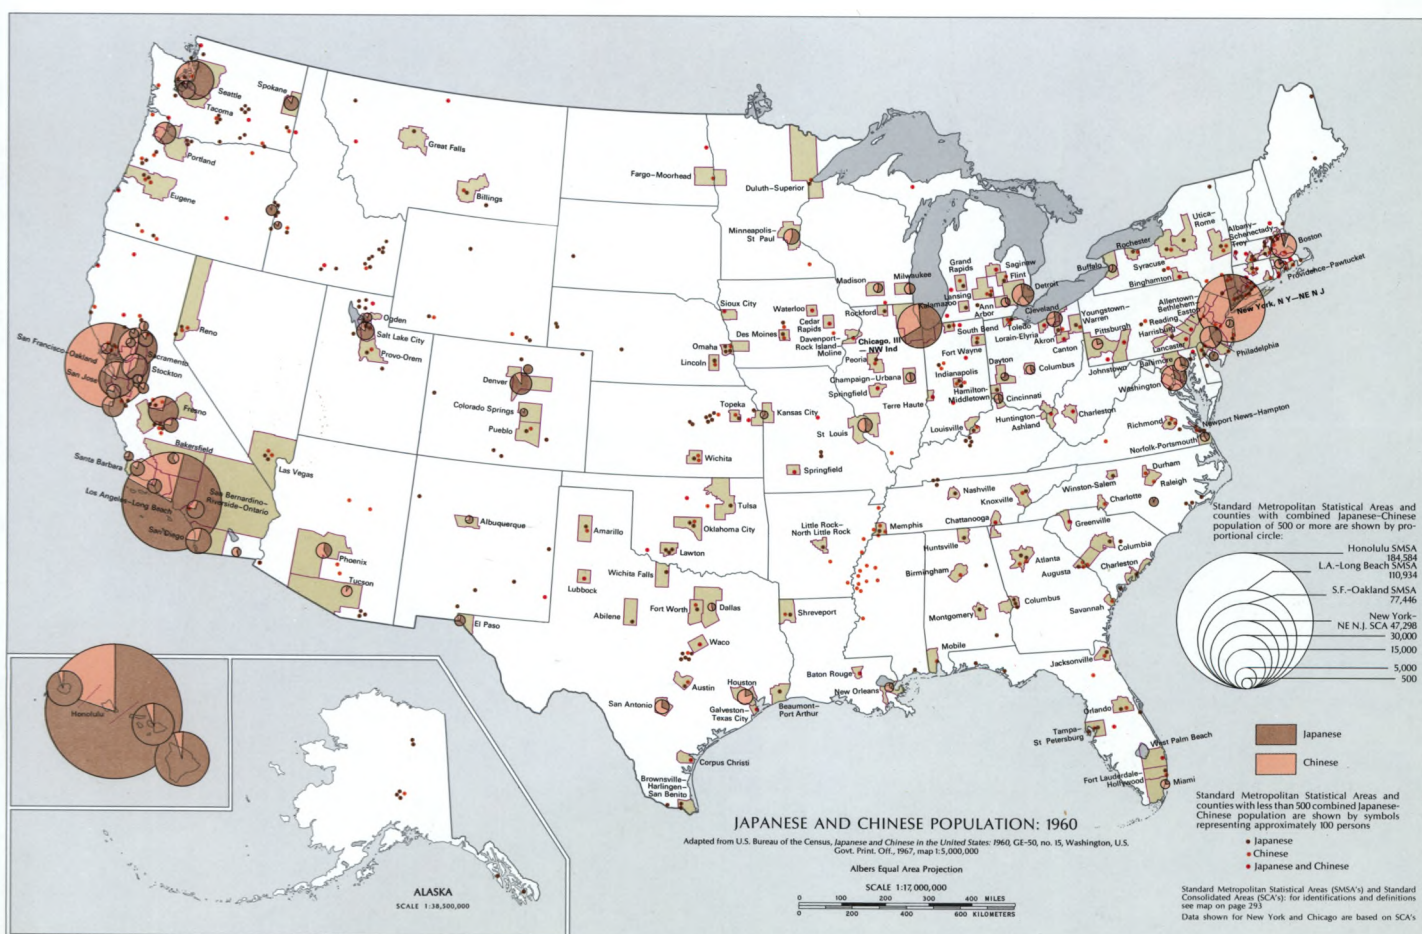 Seattle
Tacoma
Spokane
Portland
Eugene
Great Falls
Billings
Fargo–Moorhead
Duluth–Superior
Minneapolis–
St Paul
Reno
Ogden
Salt Lake City
Provo-Orem
San Francisco–Oakland
Sacramento
Stockton
San Jose
Fresno
Bakersfield
Santa Barbara
Los Angeles–Long Beach
San Bernardino–
Riverside–Ontario
San Diego
Las Vegas
Phoenix
Tucson
Albuquerque
El Paso
Denver
Colorado Springs
Pueblo
Sioux City
Omaha
Lincoln
Des Moines
Waterloo
Cedar
Rapids
Davenport–
Rock Island–
Moline
Topeka
Kansas City
Wichita
St Louis
Springfield
Madison
Milwaukee
Rockford
Chicago, Ill
— NW Ind
Peoria
Champaign–Urbana
Springfield
Terre Haute
Grand
Rapids
Saginaw
Flint
Lansing
Kalamazoo
Ann
Arbor
Detroit
South Bend
Toledo
Cleveland
Lorain–Elyria
Akron
Canton
Youngstown–
Warren
Fort Wayne
Indianapolis
Dayton
Columbus
Hamilton–
Middletown
Cincinnati
Louisville
Huntington–
Ashland
Charleston
Pittsburgh
Johnstown
Buffalo
Rochester
Syracuse
Binghamton
Utica–
Rome
Albany–
Schenectady–
Troy
Boston
Providence–Pawtucket
New York, N Y—NE N J
Allentown–
Bethlehem–
Easton
Reading
Harrisburg
Lancaster
Philadelphia
Baltimore
Washington
Richmond
Newport News–Hampton
Norfolk–Portsmouth
Durham
Raleigh
Winston–Salem
Charlotte
Greenville
Columbia
Charleston
Augusta
Savannah
Atlanta
Columbus
Nashville
Knoxville
Chattanooga
Memphis
Huntsville
Birmingham
Montgomery
Mobile
Jacksonville
Orlando
Tampa–
St Petersburg
West Palm Beach
Fort Lauderdale–
Hollywood
Miami
Little Rock–
North Little Rock
Shreveport
Baton Rouge
New Orleans
Tulsa
Oklahoma City
Lawton
Amarillo
Lubbock
Wichita Falls
Abilene
Fort Worth
Dallas
Waco
Austin
San Antonio
Houston
Galveston–
Texas City
Beaumont–
Port Arthur
Corpus Christi
Brownsville–
Harlingen–
San Benito
Honolulu
ALASKA
SCALE 1:38,500,000
JAPANESE AND CHINESE POPULATION: 1960
Adapted from U.S. Bureau of the Census, Japanese and Chinese in the United States: 1960, GE-50, no. 15, Washington, U.S.
Govt. Print. Off., 1967, map 1:5,000,000
Albers Equal Area Projection
SCALE 1:17,000,000
0 100 200 300 400 MILES
0 200 400 600 KILOMETERS
Standard Metropolitan Statistical Areas and
counties with combined Japanese-Chinese
population of 500 or more are shown by pro-
portional circle:
Honolulu SMSA
184,584
L.A.–Long Beach SMSA
110,934
S.F.–Oakland SMSA
77,446
New York–
NE N.J. SCA 47,298
30,000
15,000
5,000
500
Japanese
Chinese
Standard Metropolitan Statistical Areas and
counties with less than 500 combined Japanese-
Chinese population are shown by symbols
representing approximately 100 persons
Japanese
Chinese
Japanese and Chinese
Standard Metropolitan Statistical Areas (SMSA's) and Standard
Consolidated Areas (SCA's): for identifications and definitions
see map on page 293
Data shown for New York and Chicago are based on SCA's